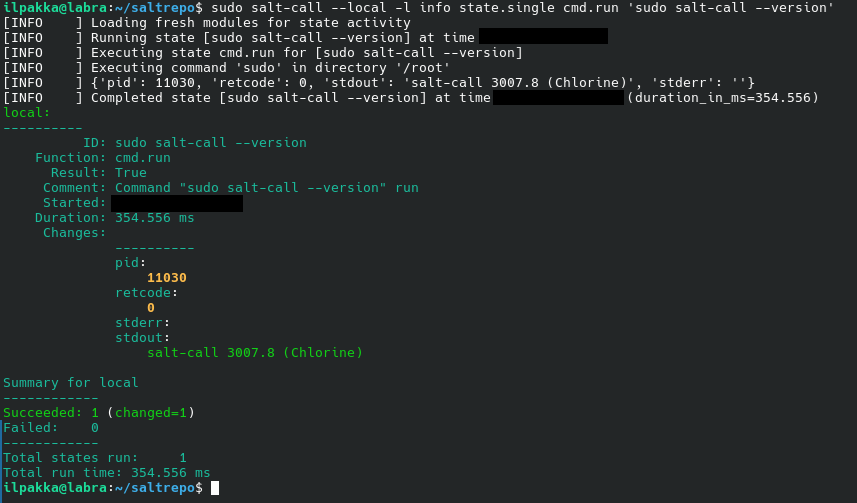 ilpakka@labra:~/saltrepo$ sudo salt-call --local -l info state.single cmd.run 'sudo salt-call --version'
[INFO    ] Loading fresh modules for state activity
[INFO    ] Running state [sudo salt-call --version] at time
[INFO    ] Executing state cmd.run for [sudo salt-call --version]
[INFO    ] Executing command 'sudo' in directory '/root'
[INFO    ] {'pid': 11030, 'retcode': 0, 'stdout': 'salt-call 3007.8 (Chlorine)', 'stderr': ''}
[INFO    ] Completed state [sudo salt-call --version] at time (duration_in_ms=354.556)
local:
----------
          ID: sudo salt-call --version
    Function: cmd.run
      Result: True
     Comment: Command "sudo salt-call --version" run
     Started:
    Duration: 354.556 ms
     Changes:
              ----------
              pid:
                  11030
              retcode:
                  0
              stderr:
              stdout:
                  salt-call 3007.8 (Chlorine)

Summary for local
------------
Succeeded: 1 (changed=1)
Failed:    0
------------
Total states run:     1
Total run time: 354.556 ms
ilpakka@labra:~/saltrepo$